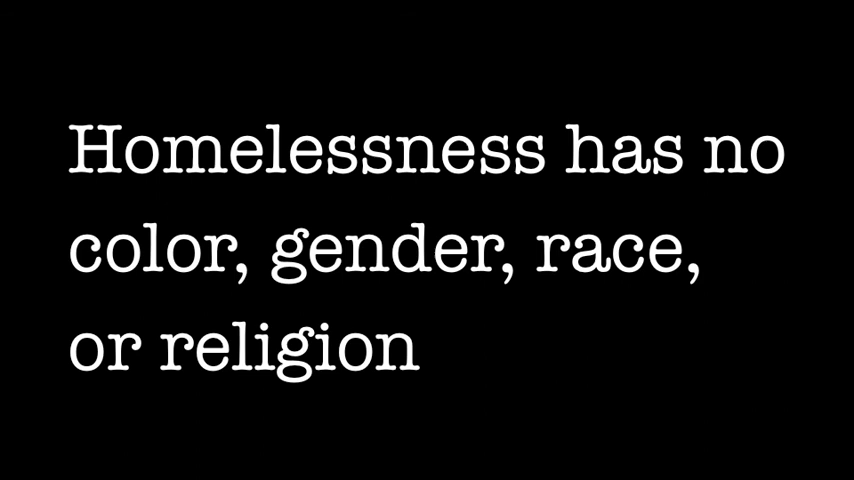 Homelessness has no
color, gender, race,
or religion